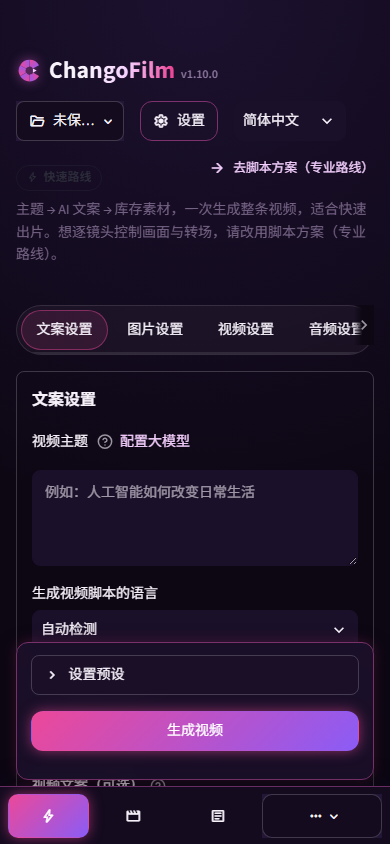 ChangoFilm v1.10.0
未保... 设置 简体中文
快速路线 去脚本方案（专业路线）
主题 → AI 文案 → 库存素材，一次生成整条视频，适合快速
出片。想逐镜头控制画面与转场，请改用脚本方案（专业
路线）。
文案设置 图片设置 视频设置 音频设置
文案设置
视频主题 配置大模型
例如：人工智能如何改变日常生活
生成视频脚本的语言
自动检测
设置预设
生成视频
视频文案（可选）